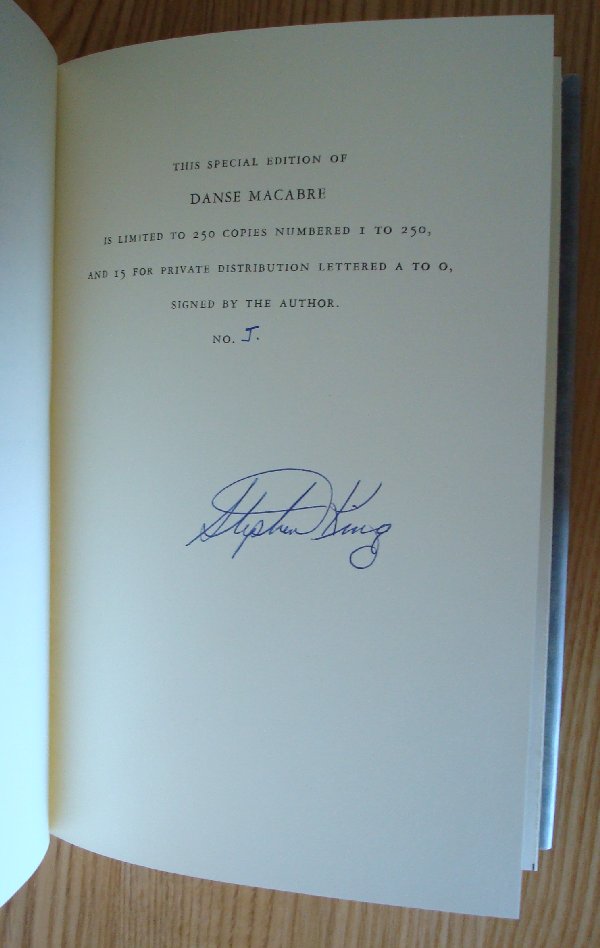 THIS SPECIAL EDITION OF
DANSE MACABRE
IS LIMITED TO 250 COPIES NUMBERED 1 TO 250,
AND 15 FOR PRIVATE DISTRIBUTION LETTERED A TO O,
SIGNED BY THE AUTHOR.
NO. J.
Stephen King